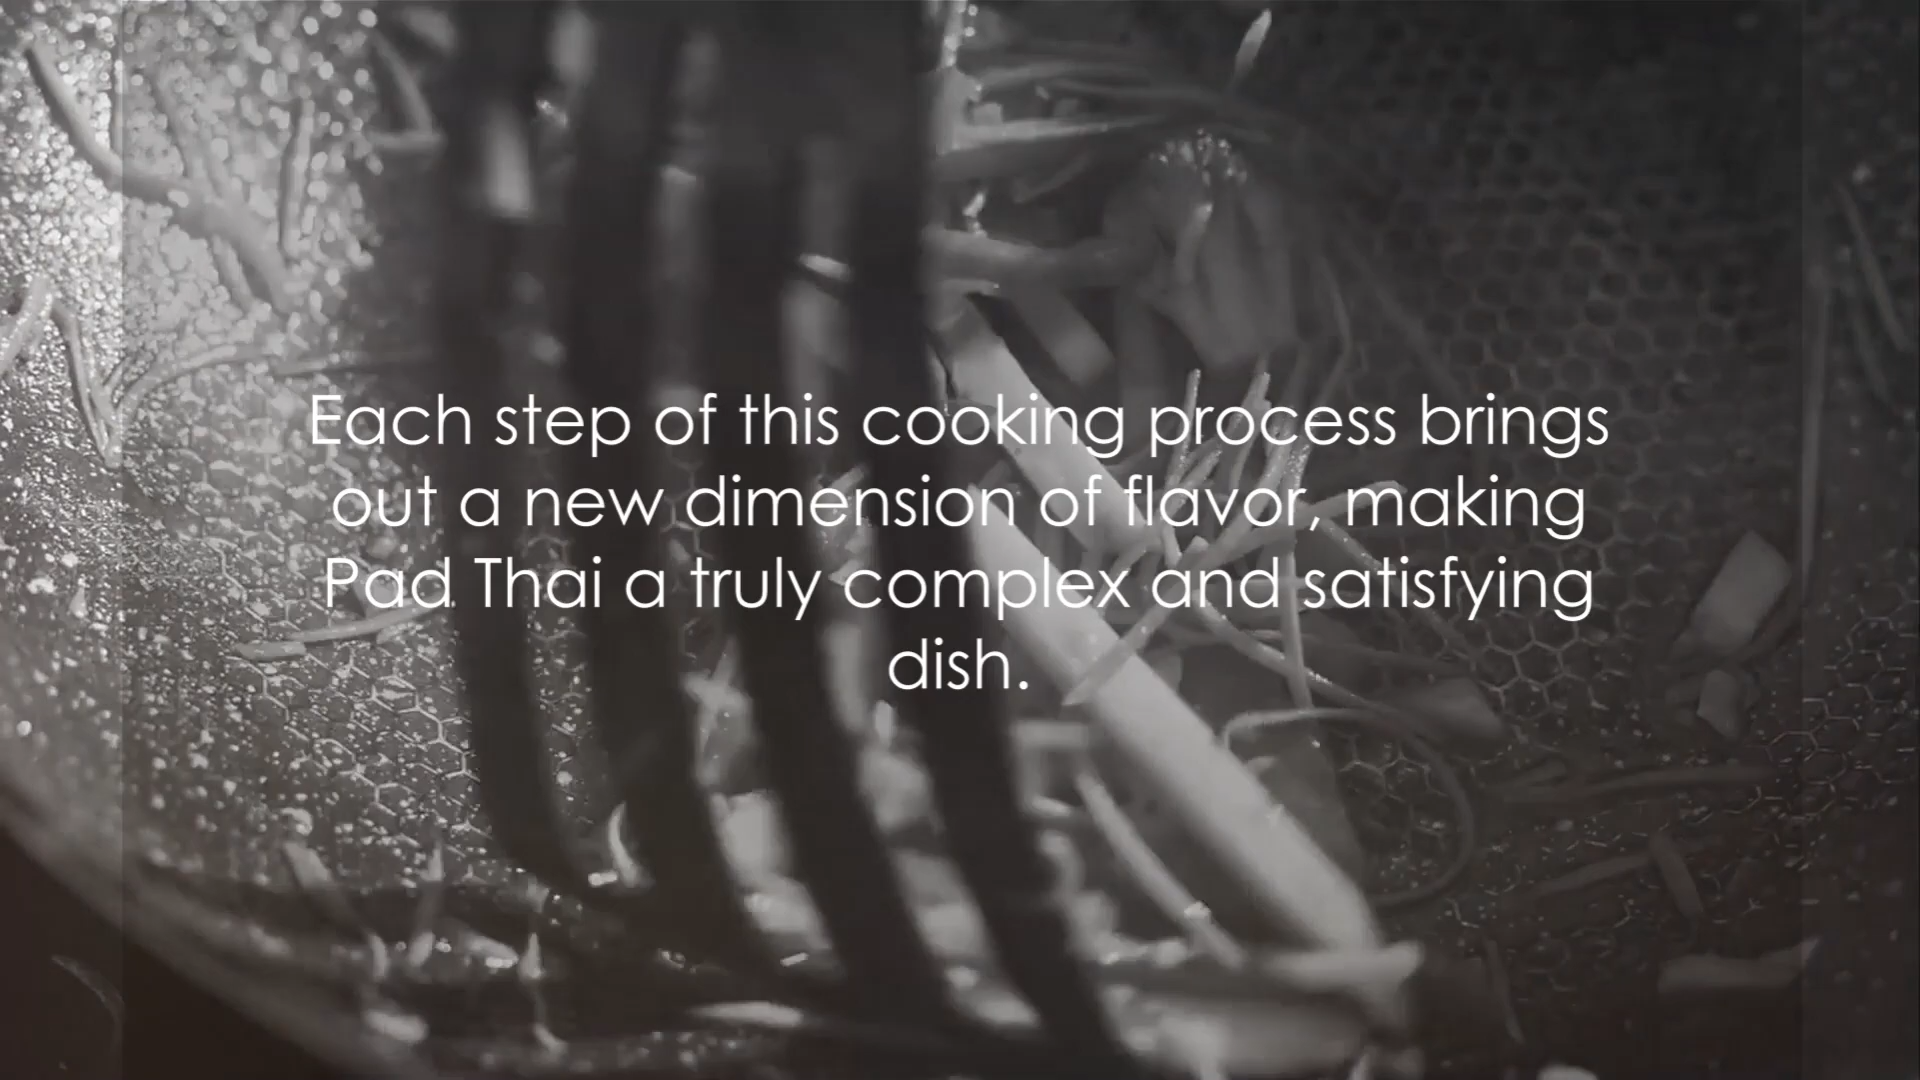 Each step of this cooking process brings
out a new dimension of flavor, making
Pad Thai a truly complex and satisfying
dish.